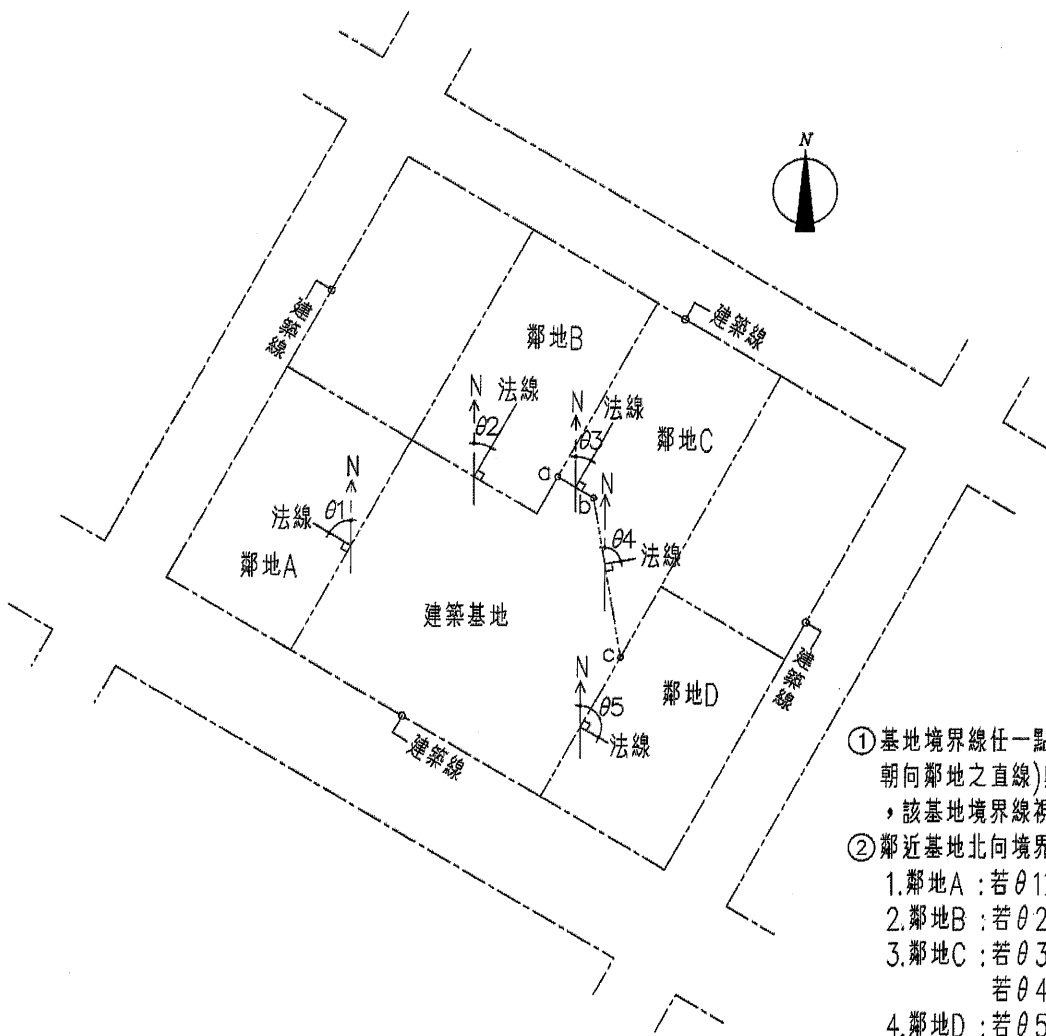 N
建築線
建築線
鄰地B
N
法線
θ2
N
法線
θ3
鄰地C
a
b
N
N
θ1
法線
θ4
法線
鄰地A
建築基地
c
N
鄰地D
θ5
法線
建築線
建築線
①基地境界線任一點
朝向鄰地之直線)
，該基地境界線視
②鄰近基地北向境界
1.鄰地A：若θ1
2.鄰地B：若θ2
3.鄰地C：若θ3
若θ4
4.鄰地D：若θ5